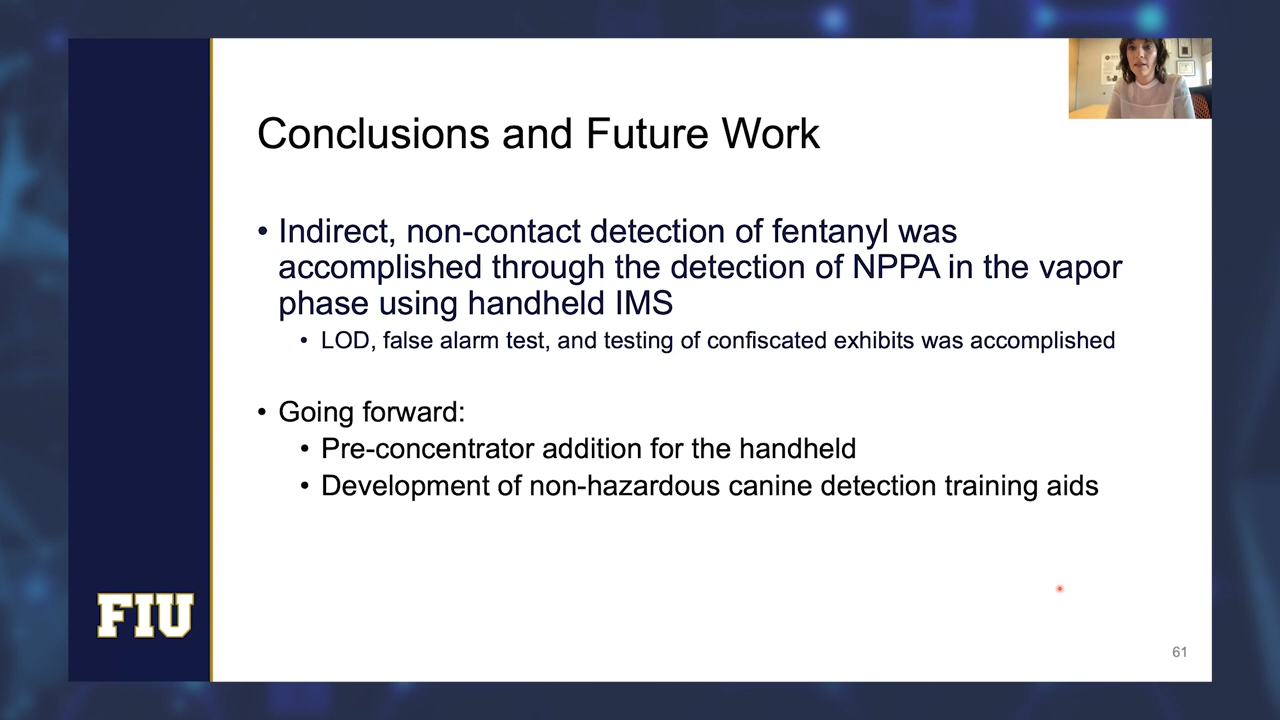 Conclusions and Future Work
• Indirect, non-contact detection of fentanyl was
accomplished through the detection of NPPA in the vapor
phase using handheld IMS
• LOD, false alarm test, and testing of confiscated exhibits was accomplished
• Going forward:
• Pre-concentrator addition for the handheld
• Development of non-hazardous canine detection training aids
FIU
61